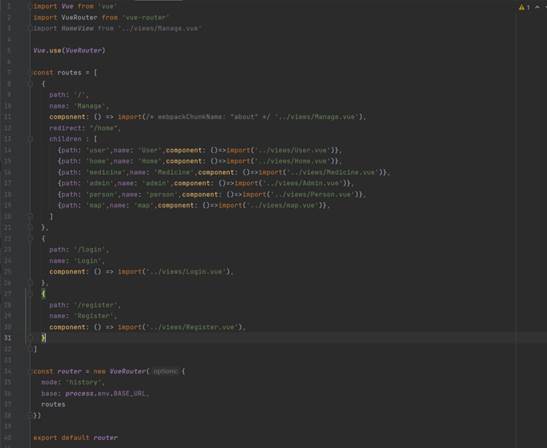 1 import Vue from 'vue'
2 import VueRouter from 'vue-router'
3 import HomeView from '../views/Manage.vue'
4
5 Vue.use(VueRouter)
6
7 const routes = [
8 {
9 path: '/',
10 name: 'Manage',
11 component: () => import(/* webpackChunkName: "about" */ '../views/Manage.vue'),
12 redirect: "/home",
13 children : [
14 {path: 'user',name: 'User',component: ()=>import('../views/User.vue')},
15 {path: 'home',name: 'Home',component: ()=>import('../views/Home.vue')},
16 {path: 'medicine',name: 'Medicine',component: ()=>import('../views/Medicine.vue')},
17 {path: 'admin',name: 'admin',component: ()=>import('../views/Admin.vue')},
18 {path: 'person',name: 'person',component: ()=>import('../views/Person.vue')},
19 {path: 'map',name: 'map',component: ()=>import('../views/map.vue')},
20 ]
21 },
22 {
23 path: '/login',
24 name: 'Login',
25 component: () => import('../views/Login.vue'),
26 },
27 {
28 path: '/register',
29 name: 'Register',
30 component: () => import('../views/Register.vue'),
31 }
32 ]
33
34 const router = new VueRouter( options: {
35 mode: 'history',
36 base: process.env.BASE_URL,
37 routes
38 })
39
40 export default router
1